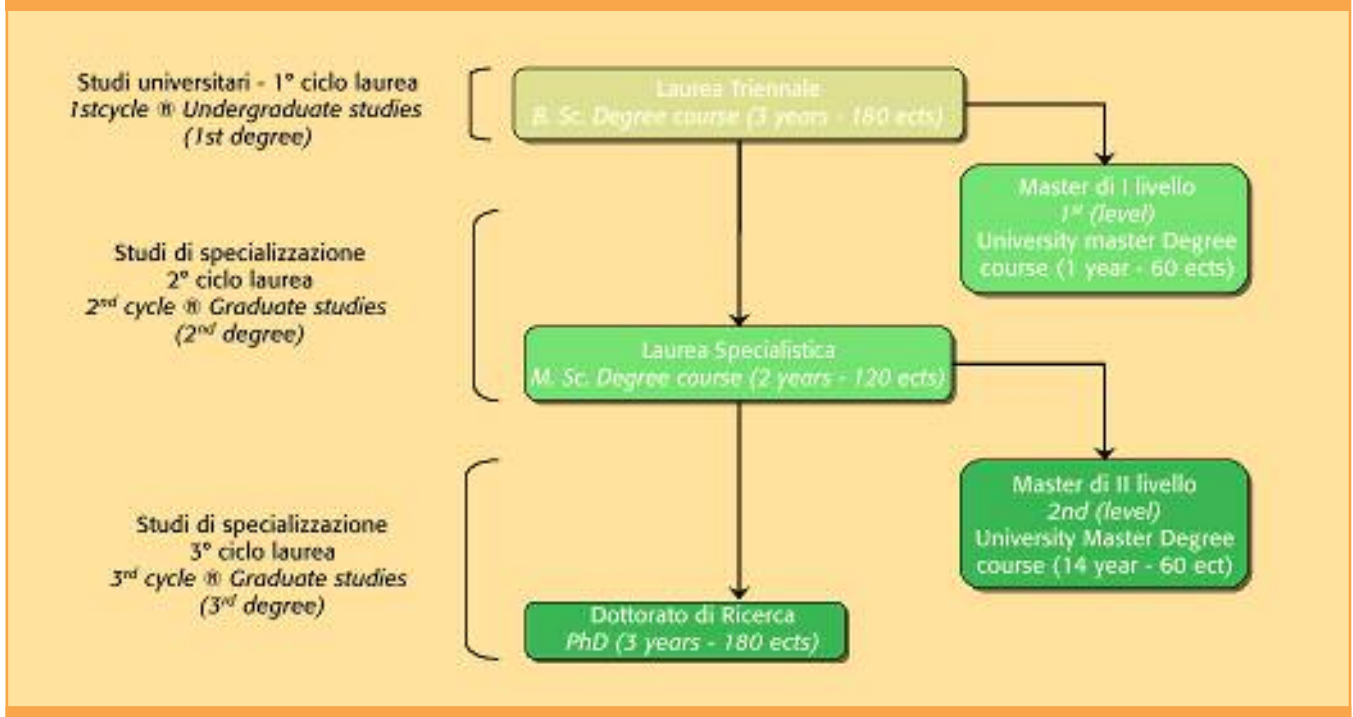 Studi universitari - 1° ciclo laurea
1stcycle ® Undergraduate studies
(1st degree)
Laurea Triennale
B. Sc. Degree course (3 years - 180 ects)
Master di I livello
1st (level)
University master Degree
course (1 year - 60 ects)
Studi di specializzazione
2° ciclo laurea
2nd cycle ® Graduate studies
(2nd degree)
Laurea Specialistica
M. Sc. Degree course (2 years - 120 ects)
Master di II livello
2nd (level)
University Master Degree
course (14 year - 60 ect)
Studi di specializzazione
3° ciclo laurea
3rd cycle ® Graduate studies
(3rd degree)
Dottorato di Ricerca
PhD (3 years - 180 ects)